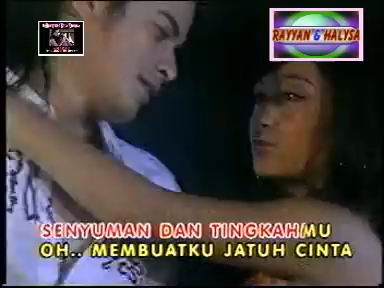 RAYYAN & HALYSA
SENYUMAN DAN TINGKAHMU
OH.. MEMBUATKU JATUH CINTA